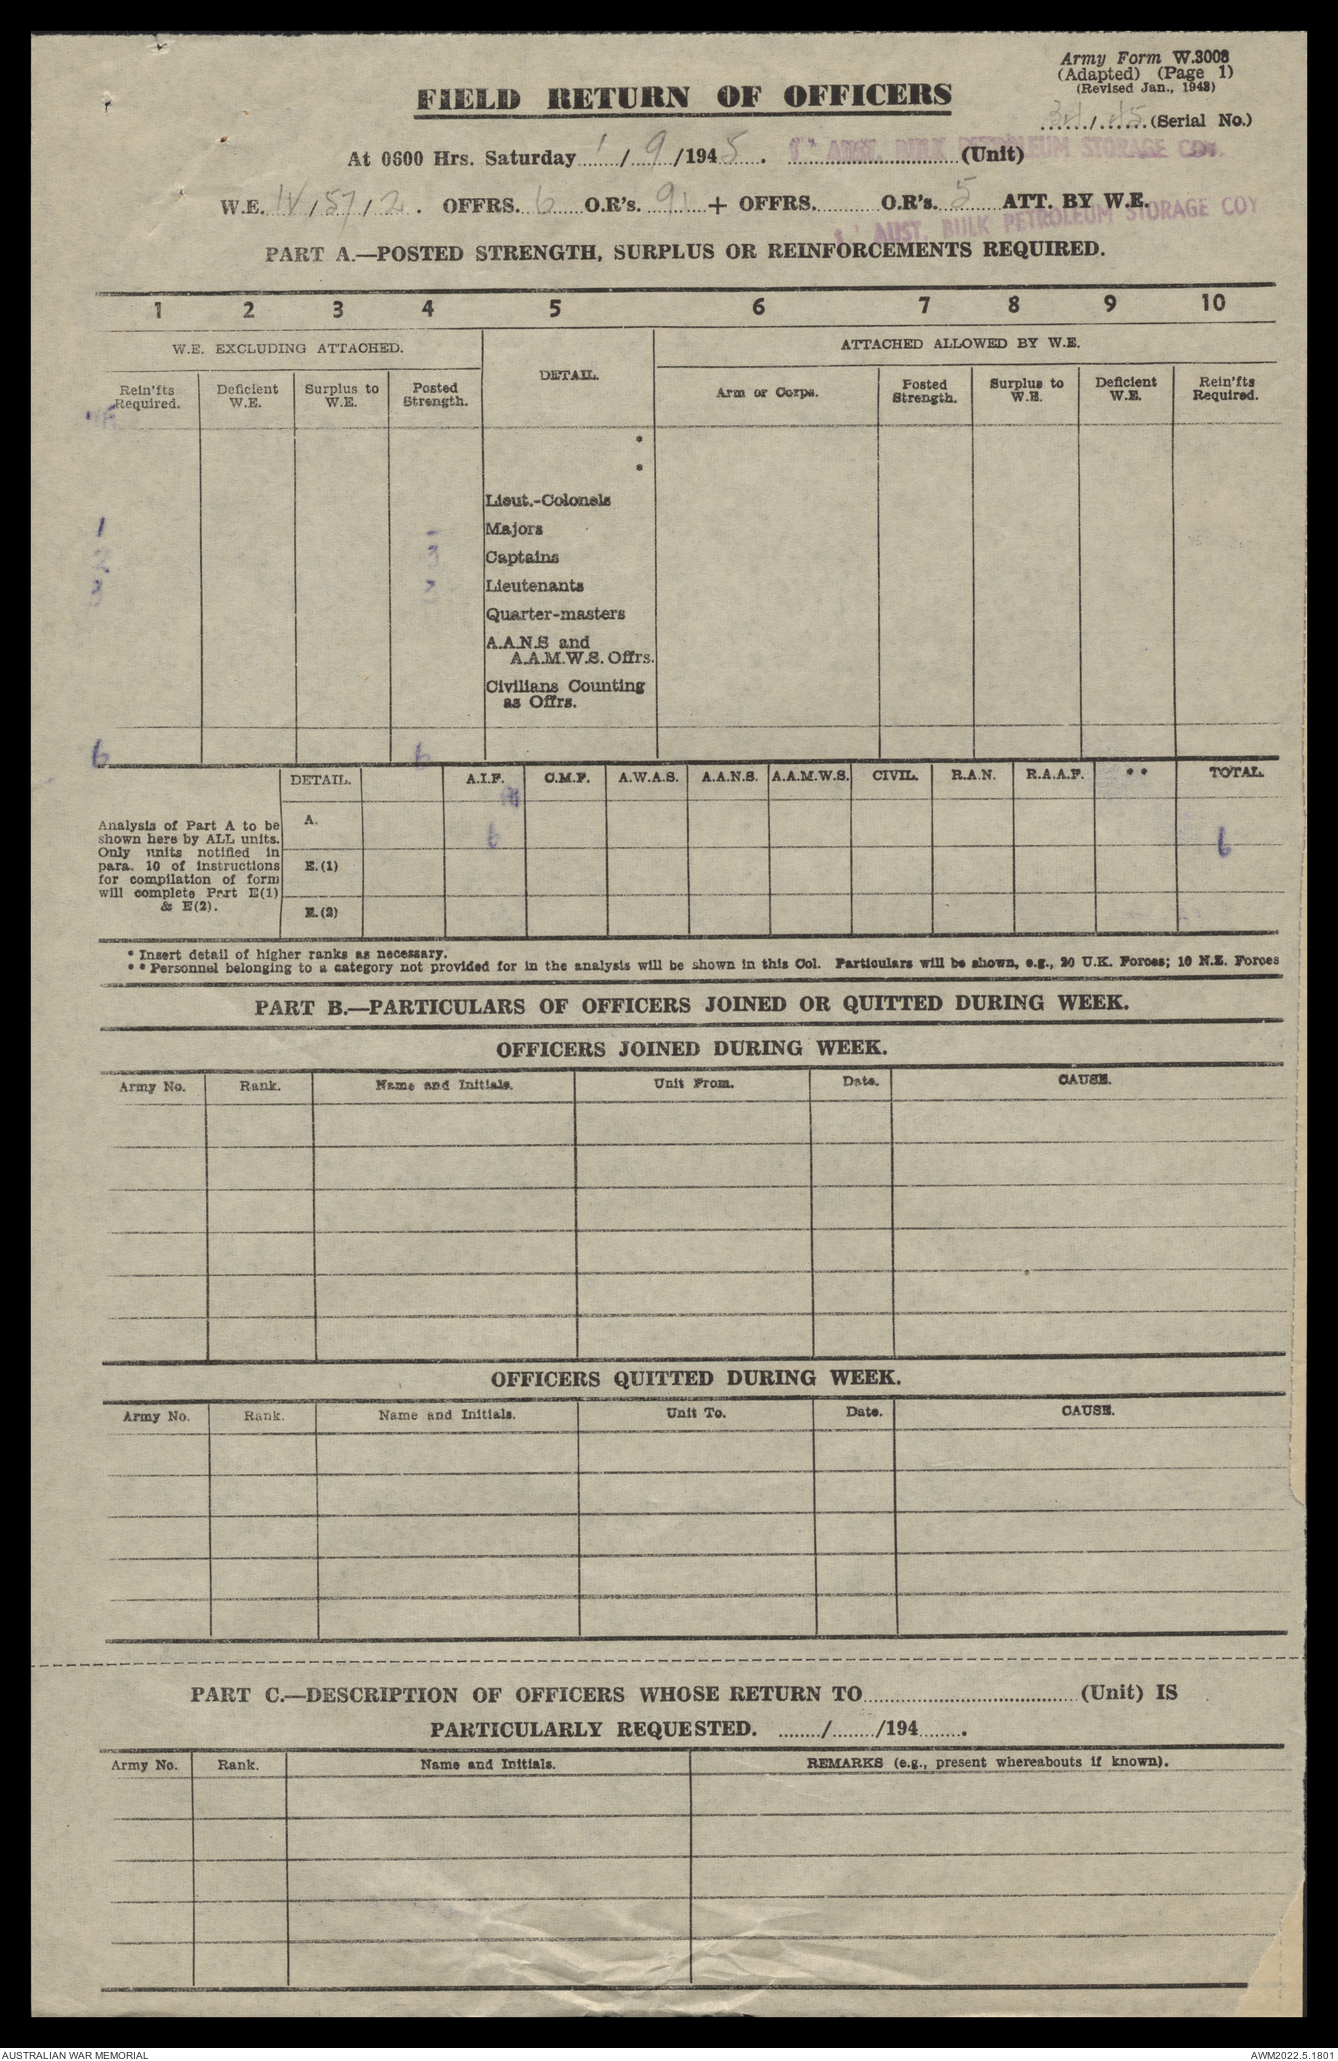 Army Form W.3008
(Adapted) (Page 1)
(Revised Jan., 1943)
34/45 (Serial No.)
FIELD RETURN OF OFFICERS
At 0600 Hrs. Saturday 1/9/1945. AUST. BULK PETROLEUM STORAGE COY. (Unit)
W.E. IV/57/2. OFFRS. 6 O.R's. 91 + OFFRS. O.R's. 5 ATT. BY W.E.
AUST. BULK PETROLEUM STORAGE COY
PART A.—POSTED STRENGTH, SURPLUS OR REINFORCEMENTS REQUIRED.
1 2 3 4 5 6 7 8 9 10
W.E. EXCLUDING ATTACHED. DETAIL. ATTACHED ALLOWED BY W.E.
Rein'fts Required. Deficient W.E. Surplus to W.E. Posted Strength. Arm or Corps. Posted Strength. Surplus to W.E. Deficient W.E. Rein'fts Required.
*
*
Lieut.-Colonels
1 - Majors
2 3 Captains
3 3 Lieutenants
Quarter-masters
A.A.N.S and
A.A.M.W.S. Offrs.
Civilians Counting
as Offrs.
6 6
DETAIL. A.I.F. C.M.F. A.W.A.S. A.A.N.S. A.A.M.W.S. CIVIL. R.A.N. R.A.A.F. ** TOTAL.
Analysis of Part A to be
shown here by ALL units.
Only units notified in
para. 10 of instructions
for compilation of form
will complete Part E(1)
& E(2).
A. 6 6
E.(1)
E.(2)
* Insert detail of higher ranks as necessary.
** Personnel belonging to a category not provided for in the analysis will be shown in this Col. Particulars will be shown, e.g., 20 U.K. Forces; 10 N.E. Forces
PART B.—PARTICULARS OF OFFICERS JOINED OR QUITTED DURING WEEK.
OFFICERS JOINED DURING WEEK.
Army No. Rank. Name and Initials. Unit From. Date. CAUSE.
OFFICERS QUITTED DURING WEEK.
Army No. Rank. Name and Initials. Unit To. Date. CAUSE.
PART C.—DESCRIPTION OF OFFICERS WHOSE RETURN TO (Unit) IS
PARTICULARLY REQUESTED. ......../......../194........
Army No. Rank. Name and Initials. REMARKS (e.g., present whereabouts if known).
AUSTRALIAN WAR MEMORIAL AWM2022.5.1801